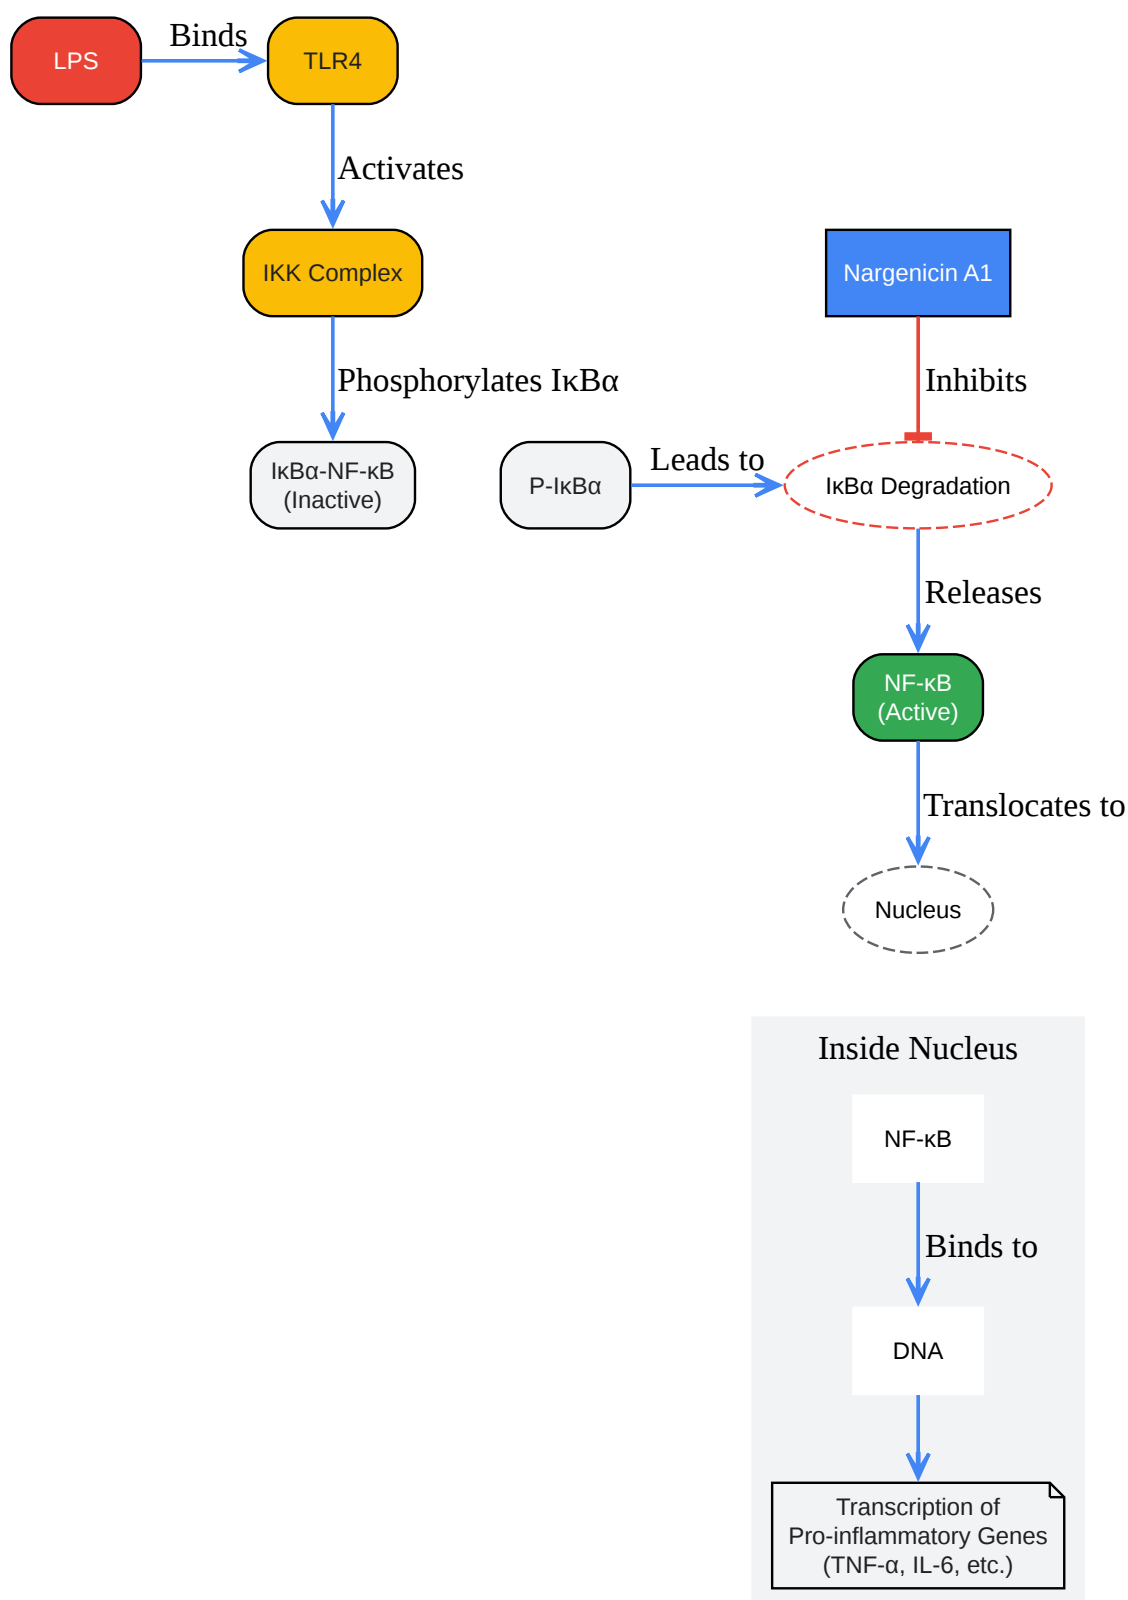 LPS
Binds
TLR4
Activates
IKK Complex
Nargenicin A1
Phosphorylates IκBα
Inhibits
IκBα-NF-κB
(Inactive)
P-IκBα
Leads to
IκBα Degradation
Releases
NF-κB
(Active)
Translocates to
Nucleus
Inside Nucleus
NF-κB
Binds to
DNA
Transcription of
Pro-inflammatory Genes
(TNF-α, IL-6, etc.)